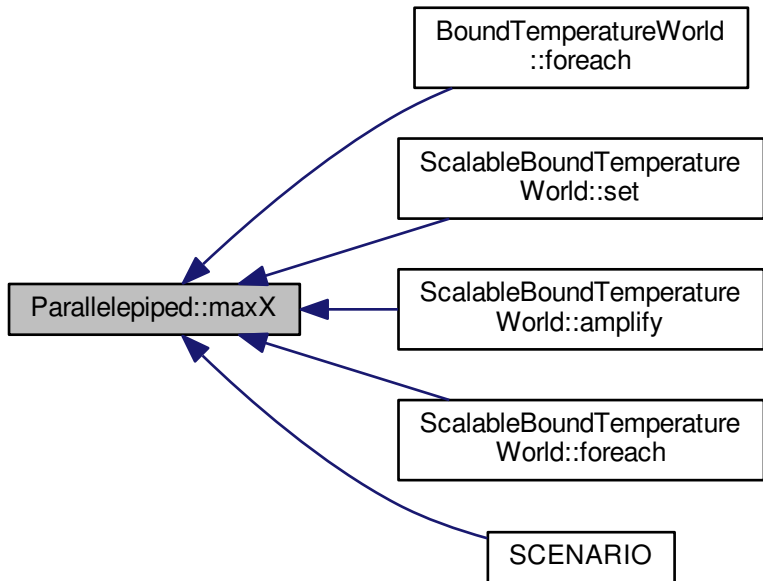 BoundTemperatureWorld
::foreach
ScalableBoundTemperature
World::set
Parallelepiped::maxX
ScalableBoundTemperature
World::amplify
ScalableBoundTemperature
World::foreach
SCENARIO